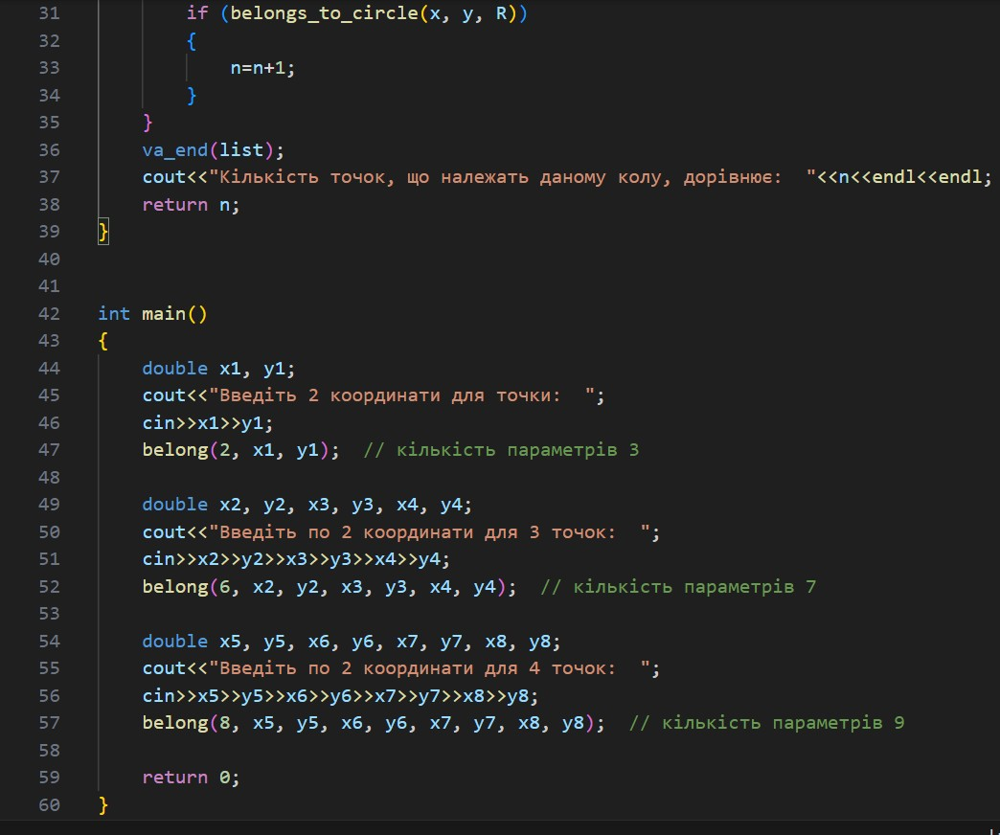 31 if (belongs_to_circle(x, y, R))
32 {
33 n=n+1;
34 }
35 }
36 va_end(list);
37 cout<<"Кількість точок, що належать даному колу, дорівнює:  "<<n<<endl<<endl;
38 return n;
39 }
40
41
42 int main()
43 {
44 double x1, y1;
45 cout<<"Введіть 2 координати для точки:  ";
46 cin>>x1>>y1;
47 belong(2, x1, y1);  // кількість параметрів 3
48
49 double x2, y2, x3, y3, x4, y4;
50 cout<<"Введіть по 2 координати для 3 точок:  ";
51 cin>>x2>>y2>>x3>>y3>>x4>>y4;
52 belong(6, x2, y2, x3, y3, x4, y4);  // кількість параметрів 7
53
54 double x5, y5, x6, y6, x7, y7, x8, y8;
55 cout<<"Введіть по 2 координати для 4 точок:  ";
56 cin>>x5>>y5>>x6>>y6>>x7>>y7>>x8>>y8;
57 belong(8, x5, y5, x6, y6, x7, y7, x8, y8);  // кількість параметрів 9
58
59 return 0;
60 }